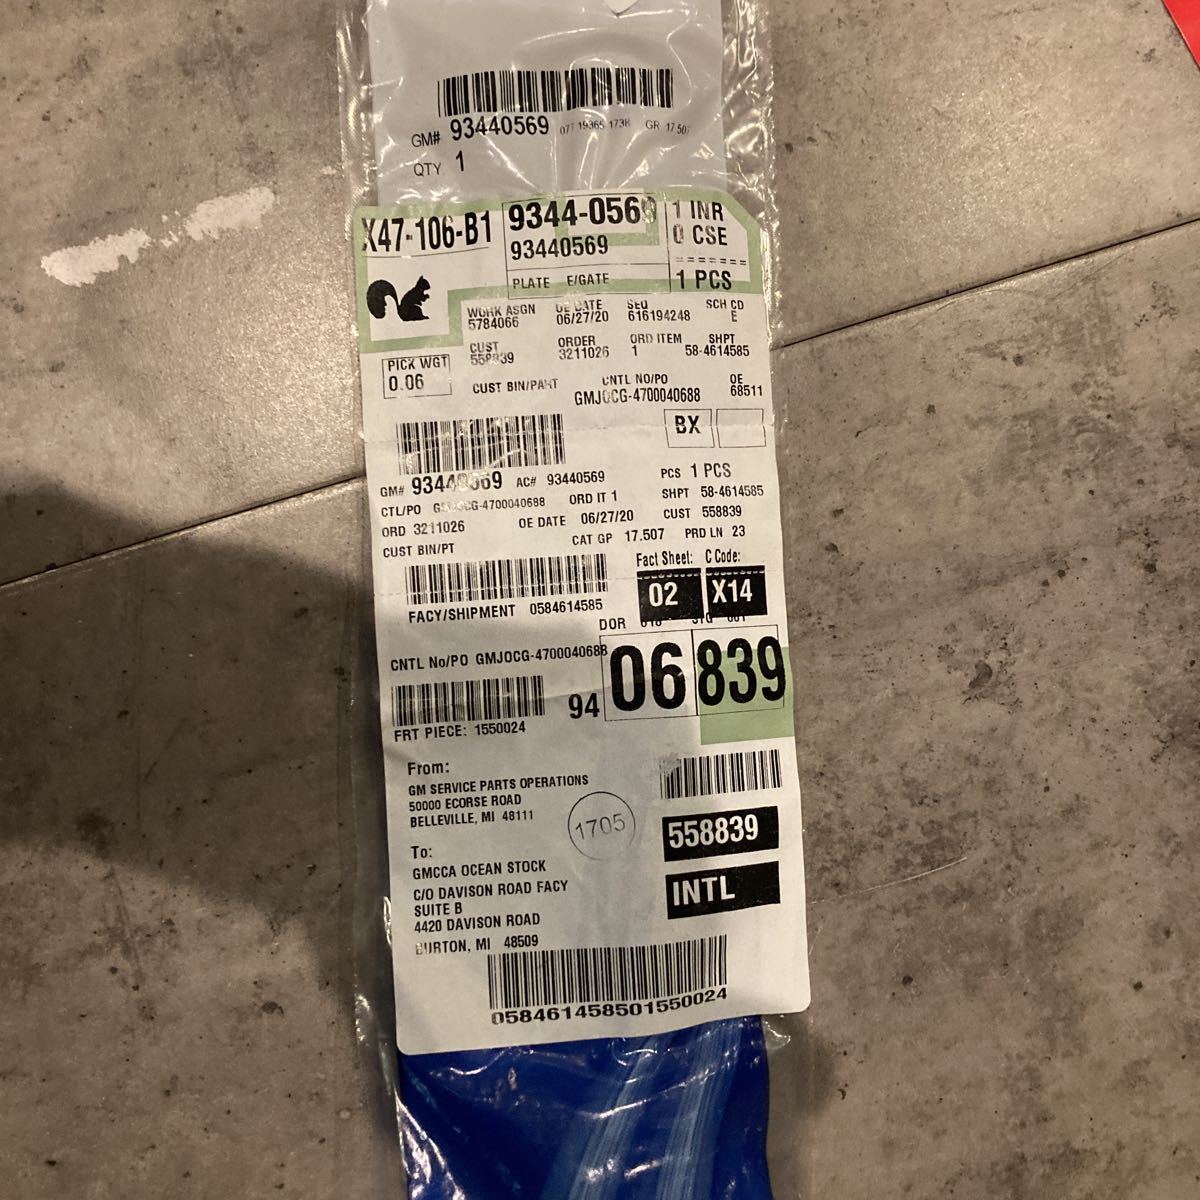 GM# 93440569 077 19365 1738 GR 17 507
QTY 1
X47-106-B1
9344-0569
93440569
PLATE E/GATE
1 INR
0 CSE
=======
1 PCS
WORK ASGN OE DATE SEQ SCH CD
5784066 06/27/20 616194248 E
CUST ORDER ORD ITEM SHPT
558839 3211026 1 58-4614585
PICK WGT
0.06
CUST BIN/PART CNTL NO/PO OE
GMJOCG-4700040688 68511
BX
GM# 93440569 AC# 93440569 PCS 1 PCS
CTL/PO GMJOCG-4700040688 ORD IT 1 SHPT 58-4614585
ORD 3211026 OE DATE 06/27/20 CUST 558839
CUST BIN/PT CAT GP 17.507 PRD LN 23
Fact Sheet: C Code:
02 X14
FACY/SHIPMENT 0584614585
DOR
CNTL No/PO GMJOCG-4700040688
94 06 839
FRT PIECE: 1550024
From:
GM SERVICE PARTS OPERATIONS
50000 ECORSE ROAD
BELLEVILLE, MI 48111
1705
558839
To:
GMCCA OCEAN STOCK
C/O DAVISON ROAD FACY
SUITE B
4420 DAVISON ROAD
BURTON, MI 48509
INTL
058461458501550024